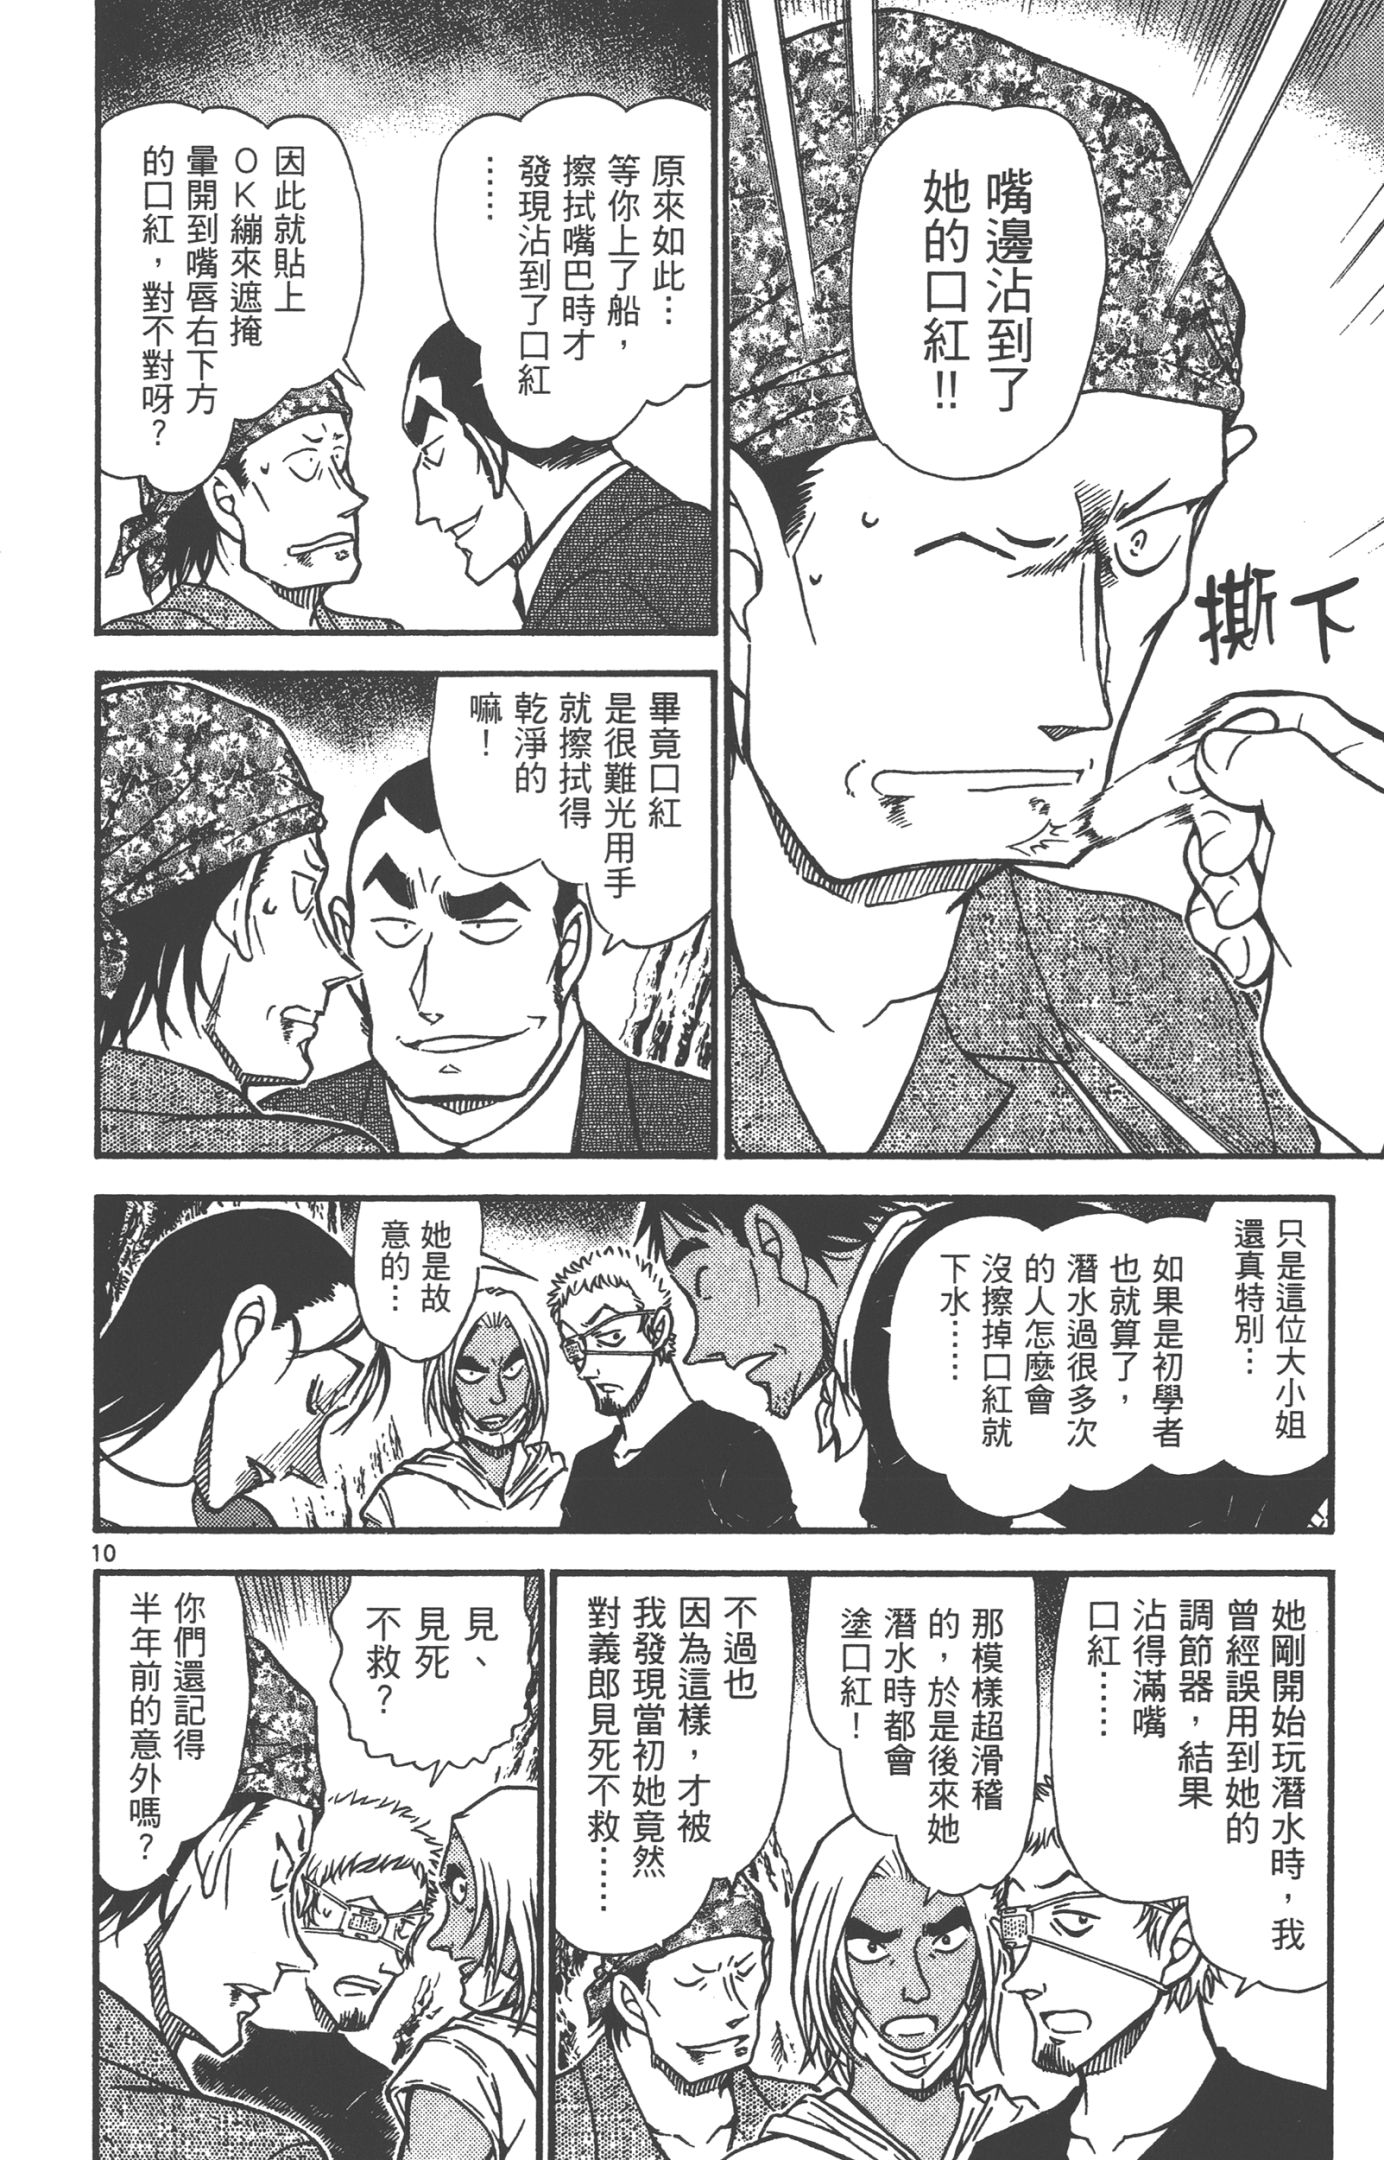 嘴邊沾到了
她的口紅!!
撕下
原來如此…
等你上了船，
擦拭嘴巴時才
發現沾到了口紅
……
因此就貼上
OK繃來遮掩
暈開到嘴唇右下方
的口紅，對不對呀？
畢竟口紅
是很難光用手
就擦拭得
乾淨的
嘛！
只是這位大小姐
還真特別…
如果是初學者
也就算了，
潛水過很多次
的人怎麼會
沒擦掉口紅就
下水……
她是故
意的…
10
她剛開始玩潛水時，我
曾經誤用到她的
調節器，結果
沾得滿嘴
口紅……
那模樣超滑稽
的，於是後來她
潛水時都會
塗口紅！
不過也
因為這樣，才被
我發現當初她竟然
對義郎見死不救……
見、
見死
不救？
你們還記得
半年前的意外嗎？